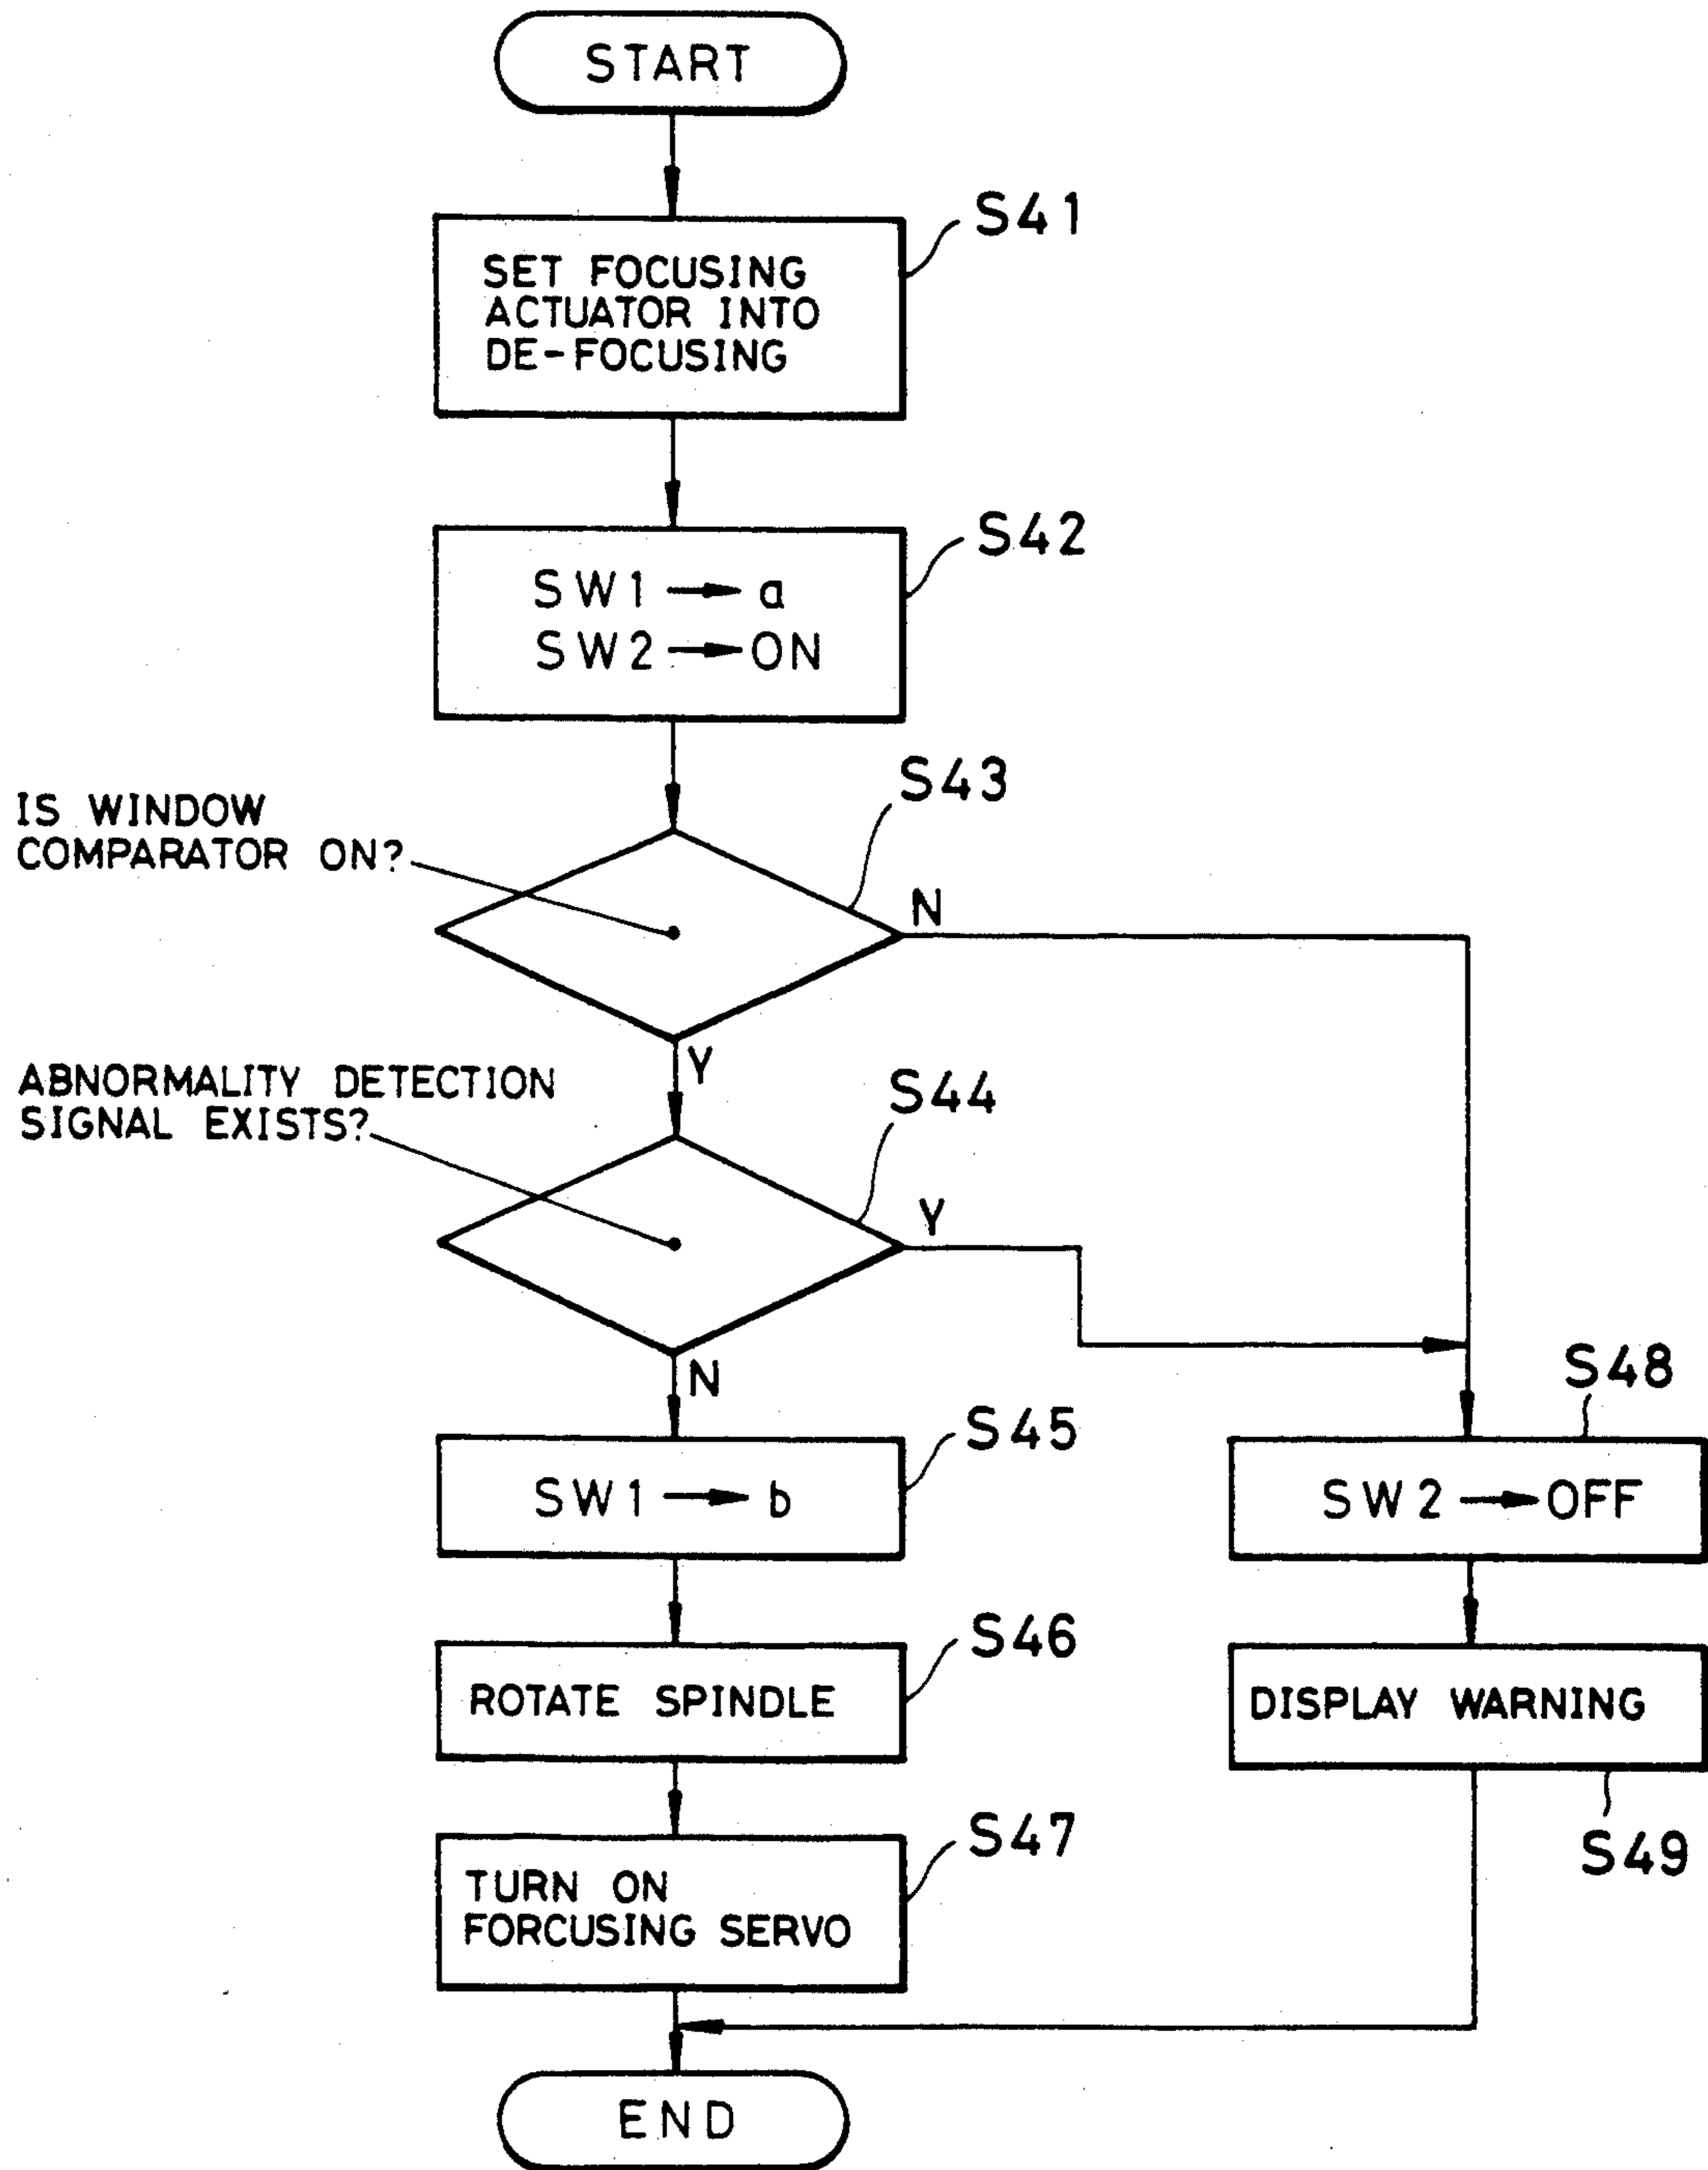 START
S41
SET FOCUSING
ACTUATOR INTO
DE-FOCUSING
S42
SW1 → a
SW2 → ON
S43
IS WINDOW
COMPARATOR ON?
N
Y
ABNORMALITY DETECTION
SIGNAL EXISTS?
S44
Y
N
S45
SW1 → b
S48
SW2 → OFF
S46
ROTATE SPINDLE
DISPLAY WARNING
S49
S47
TURN ON
FORCUSING SERVO
END